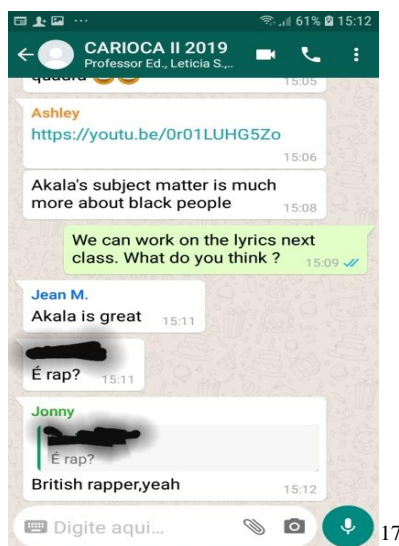 61% 15:12
CARIOCA II 2019
Professor Ed., Leticia S.,..
15:05
Ashley
https://youtu.be/0r01LUHG5Zo
15:06
Akala's subject matter is much
more about black people
15:08
We can work on the lyrics next
class. What do you think ?
15:09
Jean M.
Akala is great
15:11
É rap?
15:11
Jonny
É rap?
British rapper,yeah
15:12
Digite aqui...
17